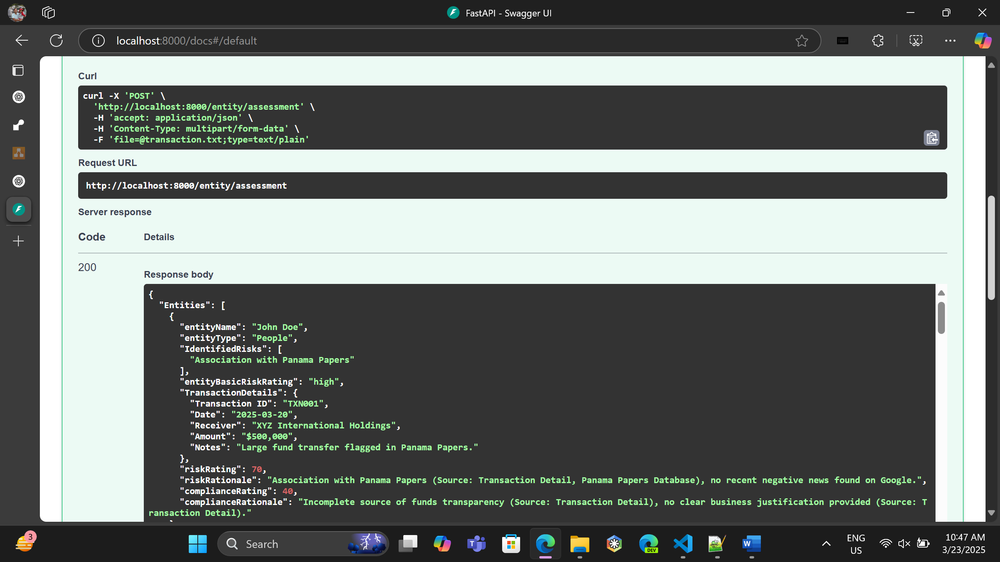 FastAPI - Swagger UI
localhost:8000/docs#/default
Curl
curl -X 'POST' \
  'http://localhost:8000/entity/assessment' \
  -H 'accept: application/json' \
  -H 'Content-Type: multipart/form-data' \
  -F 'file=@transaction.txt;type=text/plain'
Request URL
http://localhost:8000/entity/assessment
Server response
Code Details
200
Response body
{
  "Entities": [
    {
      "entityName": "John Doe",
      "entityType": "People",
      "IdentifiedRisks": [
        "Association with Panama Papers"
      ],
      "entityBasicRiskRating": "high",
      "TransactionDetails": {
        "Transaction ID": "TXN001",
        "Date": "2025-03-20",
        "Receiver": "XYZ International Holdings",
        "Amount": "$500,000",
        "Notes": "Large fund transfer flagged in Panama Papers."
      },
      "riskRating": 70,
      "riskRationale": "Association with Panama Papers (Source: Transaction Detail, Panama Papers Database), no recent negative news found on Google.",
      "complianceRating": 40,
      "complianceRationale": "Incomplete source of funds transparency (Source: Transaction Detail), no clear business justification provided (Source: T
ransaction Detail)."
3
Search
T
DEV
W
ENG
US
10:47 AM
3/23/2025